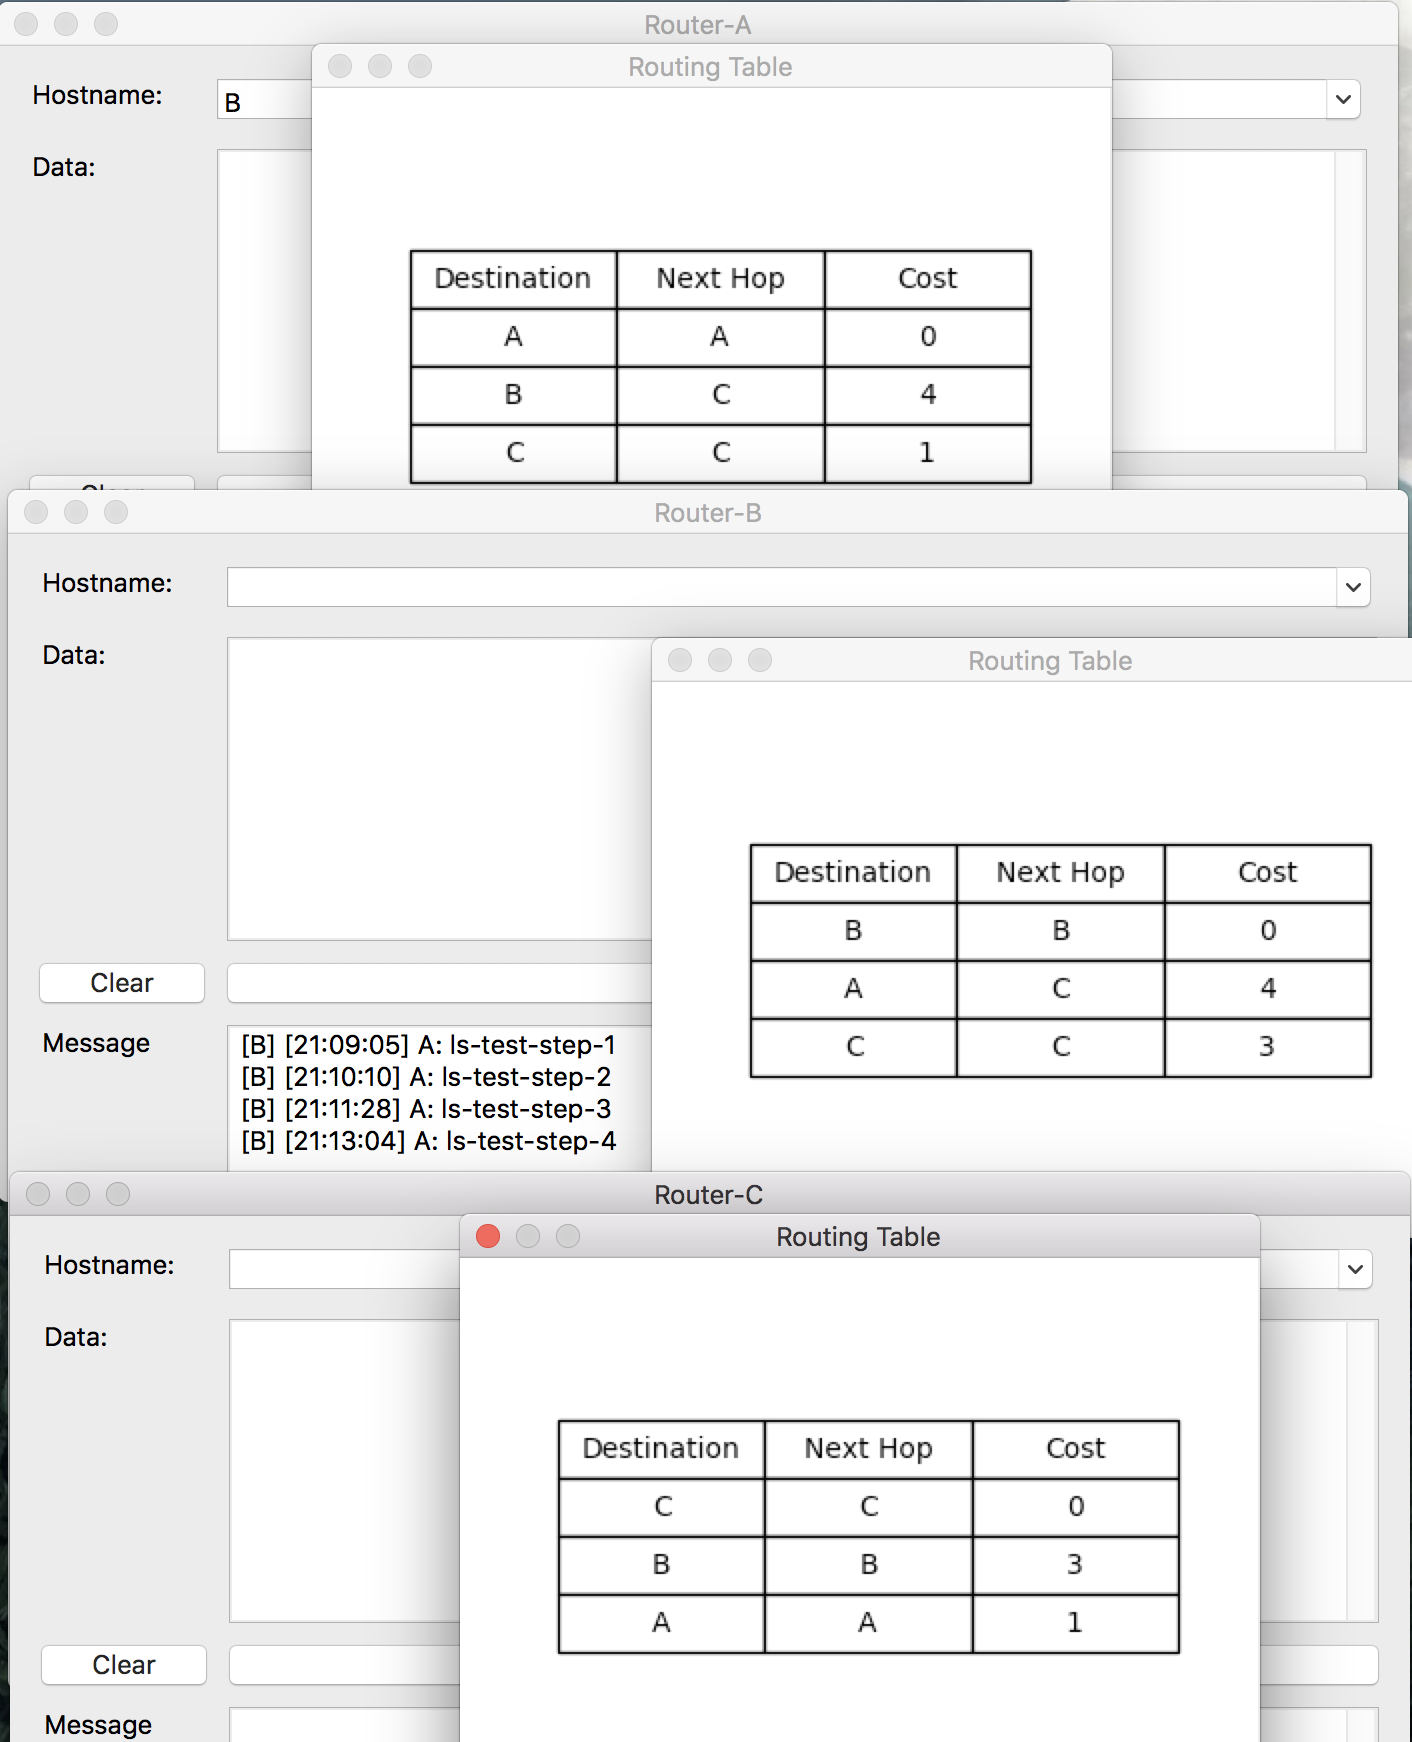 Router-A
Routing Table
Hostname:
B
Data:
Destination Next Hop Cost
A A 0
B C 4
C C 1
Router-B
Hostname:
Routing Table
Data:
Destination Next Hop Cost
B B 0
A C 4
C C 3
Clear
Message
[B] [21:09:05] A: ls-test-step-1
[B] [21:10:10] A: ls-test-step-2
[B] [21:11:28] A: ls-test-step-3
[B] [21:13:04] A: ls-test-step-4
Router-C
Routing Table
Hostname:
Data:
Destination Next Hop Cost
C C 0
B B 3
A A 1
Clear
Message